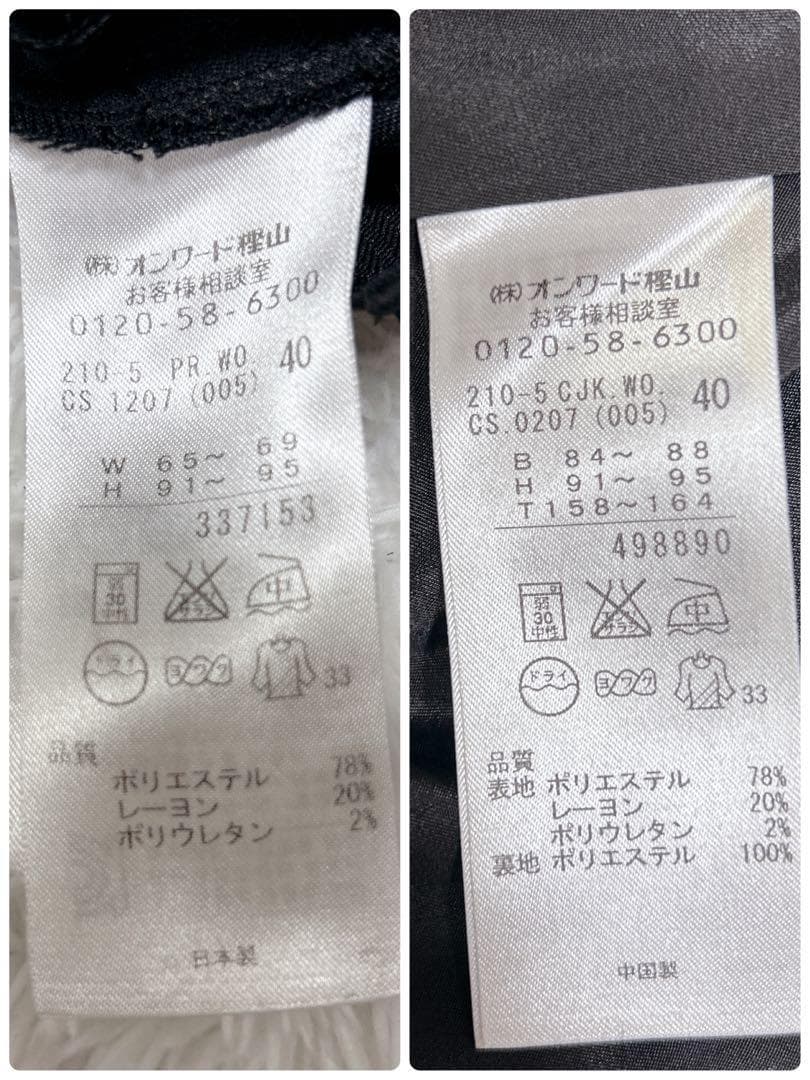 (株)オンワード樫山
お客様相談室
0120-58-6300
210-5 PR.WO. 40
CS.1207(005)
W 65～ 69
H 91～ 95
337153
弱
30
中性
サラシ
中
ドライ
ヨワク
33
品質
ポリエステル 78%
レーヨン 20%
ポリウレタン 2%
日本製
(株)オンワード樫山
お客様相談室
0120-58-6300
210-5 CJK.WO. 40
CS.0207(005)
B 84～ 88
H 91～ 95
T158～164
498890
弱
30
中性
サラシ
中
ドライ
ヨワク
33
品質
表地 ポリエステル 78%
レーヨン 20%
ポリウレタン 2%
裏地 ポリエステル 100%
中国製